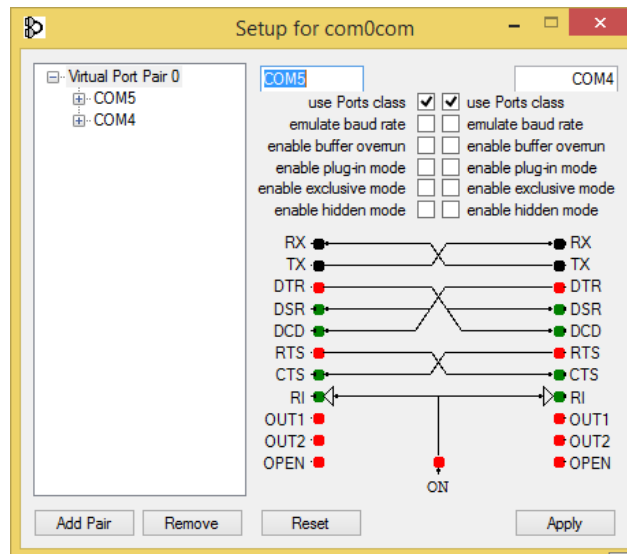 Setup for com0com
Virtual Port Pair 0
COM5
COM4
COM5 COM4
use Ports class use Ports class
emulate baud rate emulate baud rate
enable buffer overrun enable buffer overrun
enable plug-in mode enable plug-in mode
enable exclusive mode enable exclusive mode
enable hidden mode enable hidden mode
RX RX
TX TX
DTR DTR
DSR DSR
DCD DCD
RTS RTS
CTS CTS
RI RI
OUT1 OUT1
OUT2 OUT2
OPEN OPEN
ON
Add Pair Remove Reset Apply